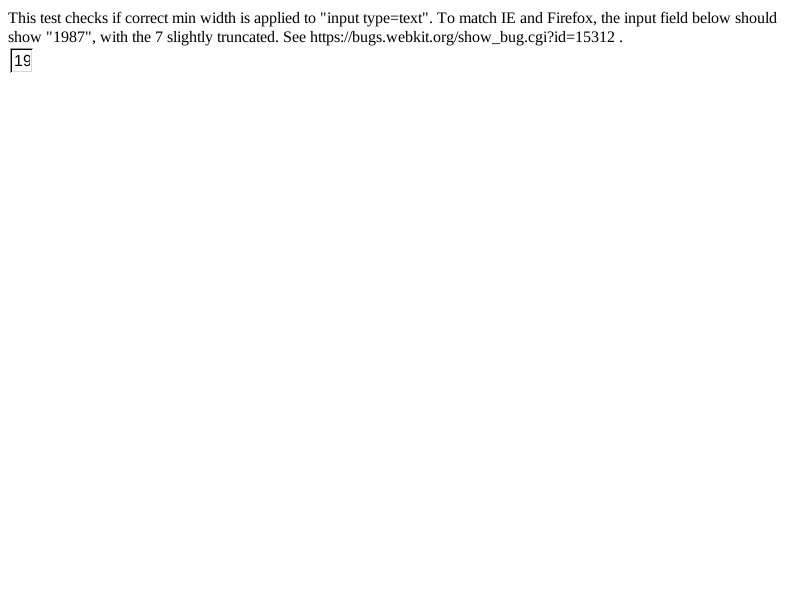 This test checks if correct min width is applied to "input type=text". To match IE and Firefox, the input field below should
show "1987", with the 7 slightly truncated. See https://bugs.webkit.org/show_bug.cgi?id=15312 .
19